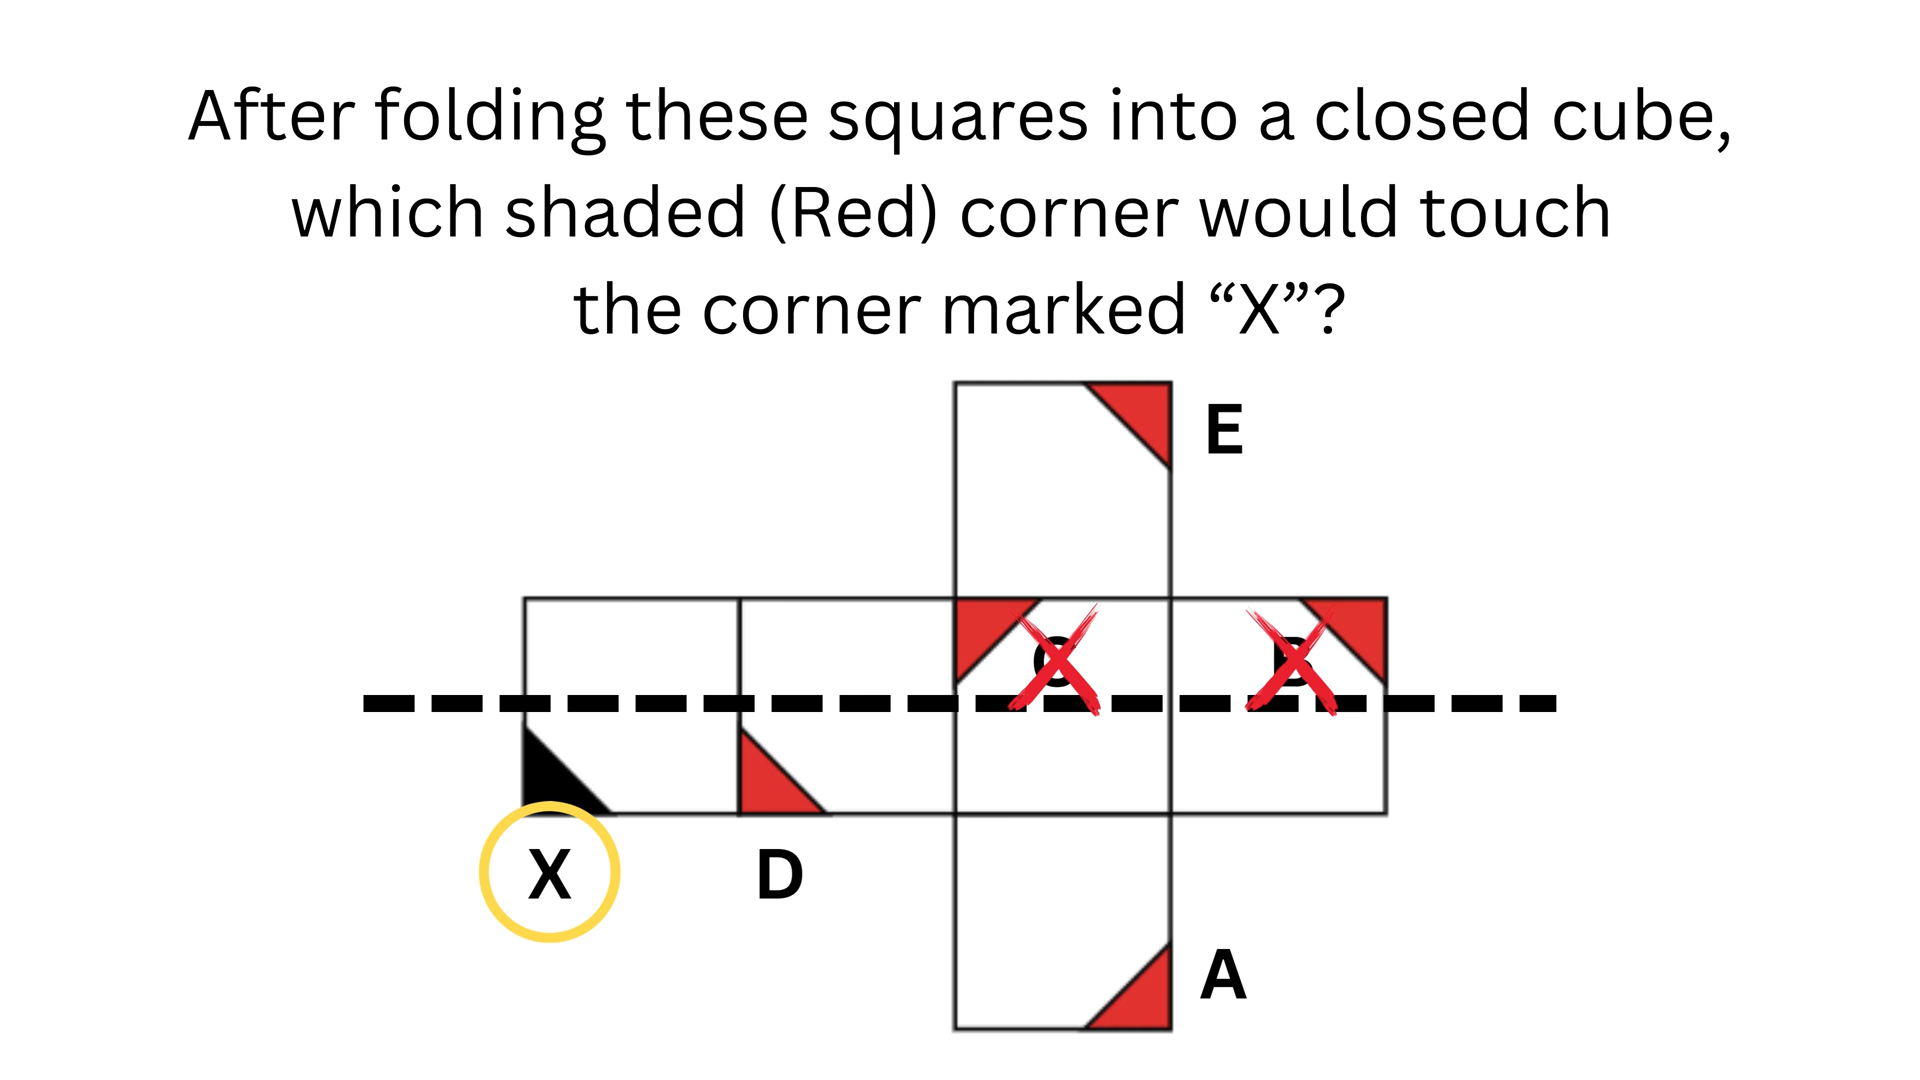 After folding these squares into a closed cube,
which shaded (Red) corner would touch
the corner marked “X”?
E
C B
X D
A